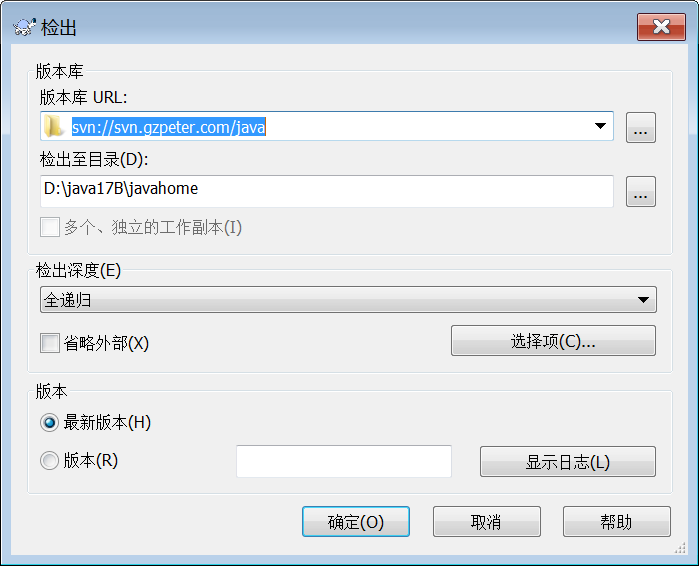 检出
版本库
版本库 URL:
svn://svn.gzpeter.com/java
...
检出至目录(D):
D:\java17B\javahome
...
多个、独立的工作副本(I)
检出深度(E)
全递归
省略外部(X)
选择项(C)...
版本
最新版本(H)
版本(R)
显示日志(L)
确定(O)
取消
帮助